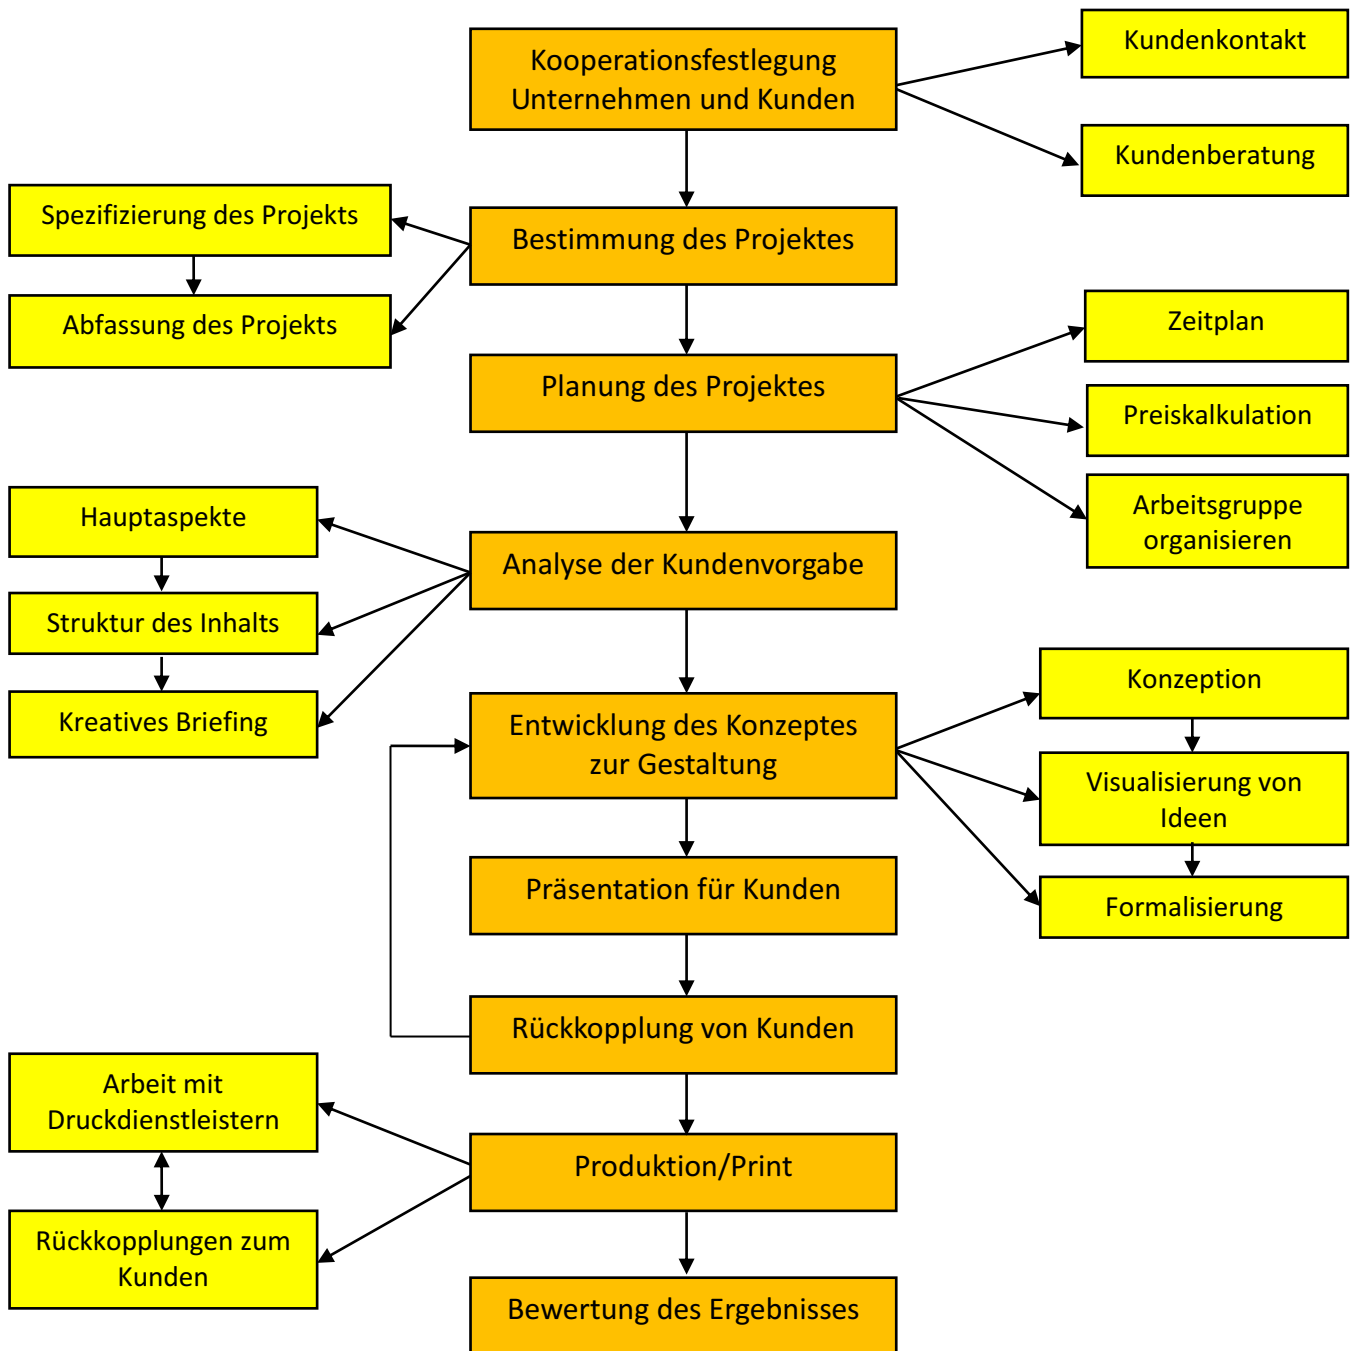 Kooperationsfestlegung
Unternehmen und Kunden
Kundenkontakt
Kundenberatung
Spezifizierung des Projekts
Abfassung des Projekts
Bestimmung des Projektes
Planung des Projektes
Zeitplan
Preiskalkulation
Arbeitsgruppe
organisieren
Hauptaspekte
Struktur des Inhalts
Kreatives Briefing
Analyse der Kundenvorgabe
Entwicklung des Konzeptes
zur Gestaltung
Konzeption
Visualisierung von
Ideen
Formalisierung
Präsentation für Kunden
Rückkopplung von Kunden
Arbeit mit
Druckdienstleistern
Rückkopplungen zum
Kunden
Produktion/Print
Bewertung des Ergebnisses